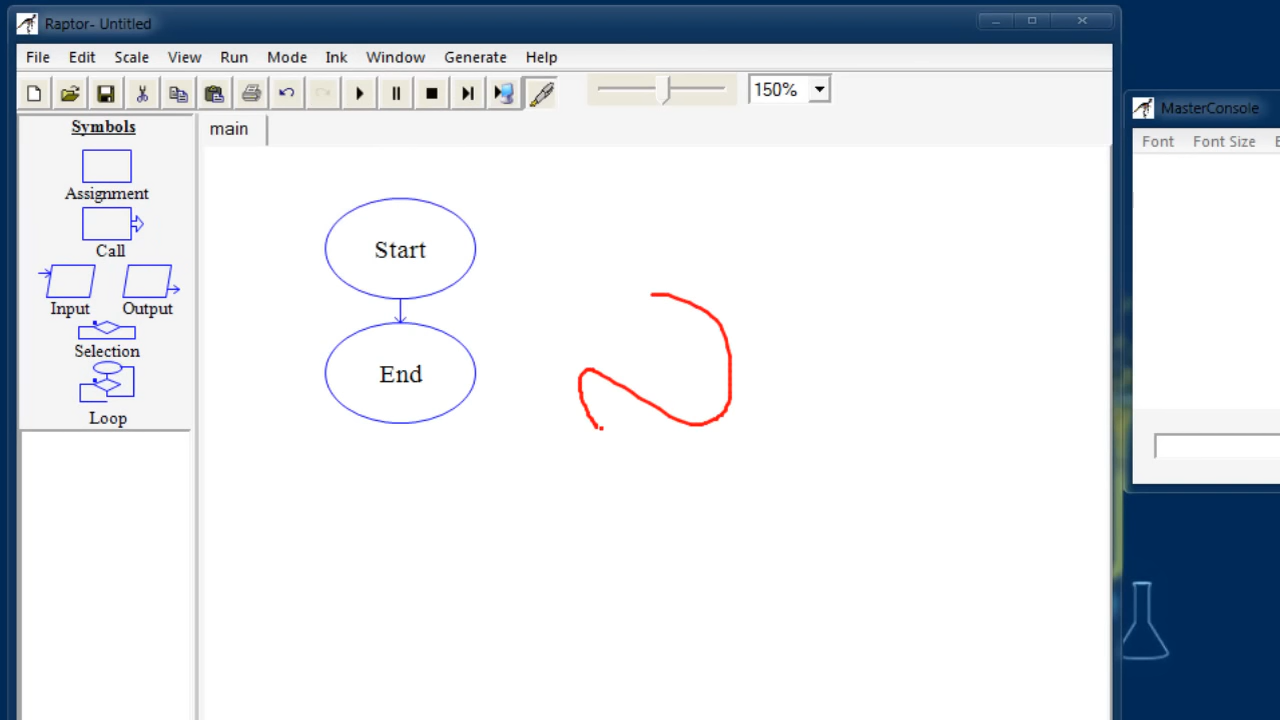 Raptor- Untitled
File Edit Scale View Run Mode Ink Window Generate Help
150%
MasterConsole
Font Font Size
Symbols
main
Assignment
Call
Input Output
Selection
Loop
Start
End